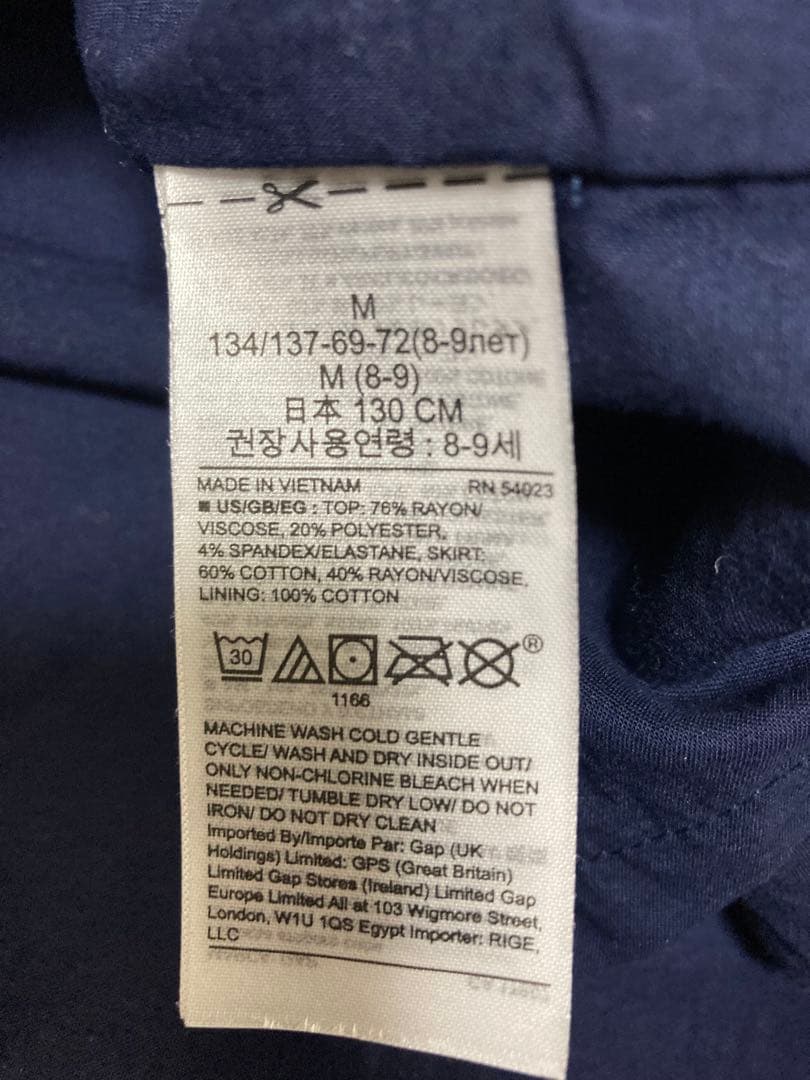 M
134/137-69-72(8-9лет)
M (8-9)
日本 130 CM
권장사용연령 : 8-9세
MADE IN VIETNAM RN 54023
■ US/GB/EG : TOP: 76% RAYON/
VISCOSE, 20% POLYESTER,
4% SPANDEX/ELASTANE, SKIRT:
60% COTTON, 40% RAYON/VISCOSE,
LINING: 100% COTTON
30
®
1166
MACHINE WASH COLD GENTLE
CYCLE/ WASH AND DRY INSIDE OUT/
ONLY NON-CHLORINE BLEACH WHEN
NEEDED/ TUMBLE DRY LOW/ DO NOT
IRON/ DO NOT DRY CLEAN
Imported By/Importe Par: Gap (UK
Holdings) Limited: GPS (Great Britain)
Limited Gap Stores (Ireland) Limited Gap
Europe Limited All at 103 Wigmore Street,
London, W1U 1QS Egypt Importer: RIGE,
LLC